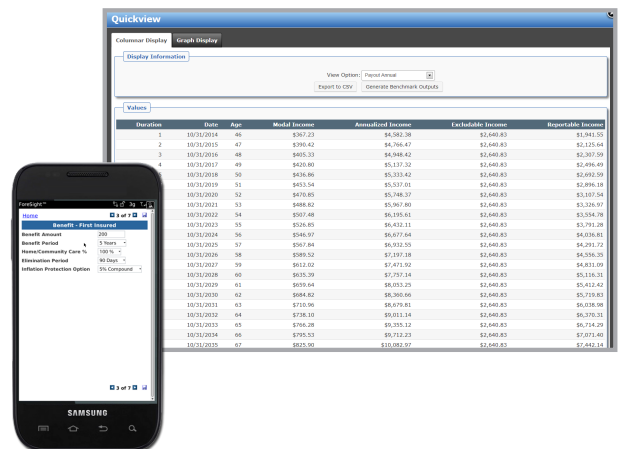 Quickview
Columnar Display Graph Display
Display Information
View Option: Payout Annual
Export to CSV Generate Benchmark Outputs
Values
Duration Date Age Modal Income Annualized Income Excludable Income Reportable Income
1 10/31/2014 46 $367.23 $4,582.38 $2,640.83 $1,941.55
2 10/31/2015 47 $390.42 $4,766.47 $2,640.83 $2,125.64
3 10/31/2016 48 $405.33 $4,948.42 $2,640.83 $2,307.59
4 10/31/2017 49 $420.80 $5,137.32 $2,640.83 $2,496.49
10/31/2018 50 $436.86 $5,333.42 $2,640.83 $2,692.59
10/31/2019 51 $453.54 $5,537.01 $2,640.83 $2,896.18
10/31/2020 52 $470.85 $5,748.37 $2,640.83 $3,107.54
10/31/2021 53 $488.82 $5,967.80 $2,640.83 $3,326.97
10/31/2022 54 $507.48 $6,195.61 $2,640.83 $3,554.78
10/31/2023 55 $526.85 $6,432.11 $2,640.83 $3,791.28
10/31/2024 56 $546.97 $6,677.64 $2,640.83 $4,036.81
10/31/2025 57 $567.84 $6,932.55 $2,640.83 $4,291.72
10/31/2026 58 $589.52 $7,197.18 $2,640.83 $4,556.35
10/31/2027 59 $612.02 $7,471.92 $2,640.83 $4,831.09
10/31/2028 60 $635.39 $7,757.14 $2,640.83 $5,116.31
10/31/2029 61 $659.64 $8,053.25 $2,640.83 $5,412.42
10/31/2030 62 $684.82 $8,360.66 $2,640.83 $5,719.83
10/31/2031 63 $710.96 $8,679.81 $2,640.83 $6,038.98
10/31/2032 64 $738.10 $9,011.14 $2,640.83 $6,370.31
10/31/2033 65 $766.28 $9,355.12 $2,640.83 $6,714.29
10/31/2034 66 $795.53 $9,712.23 $2,640.83 $7,071.40
10/31/2035 67 $825.90 $10,082.97 $2,640.83 $7,442.14
ForeSight™ 3g
Home 3 of 7
Benefit - First Insured
Benefit Amount 200
Benefit Period 5 Years
Home/Community Care % 100 %
Elimination Period 90 Days
Inflation Protection Option 5% Compound
3 of 7
SAMSUNG